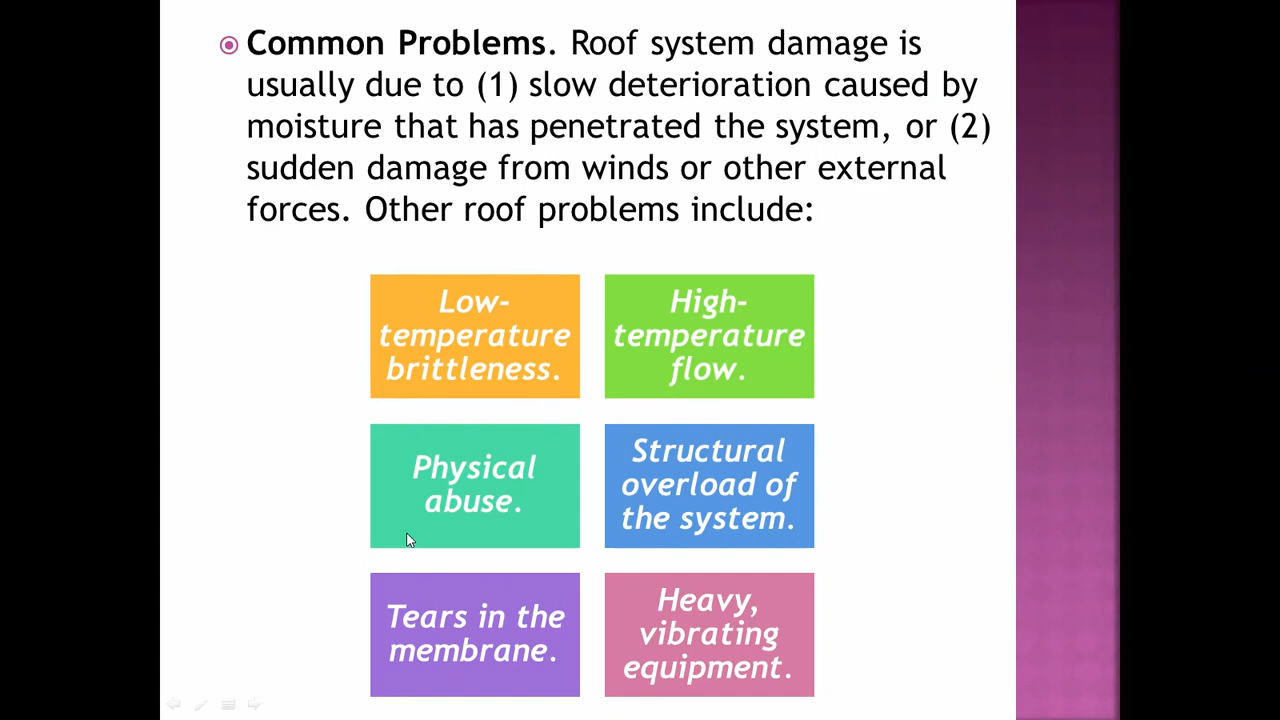 Common Problems. Roof system damage is
usually due to (1) slow deterioration caused by
moisture that has penetrated the system, or (2)
sudden damage from winds or other external
forces. Other roof problems include:
Low-
temperature
brittleness.
High-
temperature
flow.
Physical
abuse.
Structural
overload of
the system.
Tears in the
membrane.
Heavy,
vibrating
equipment.